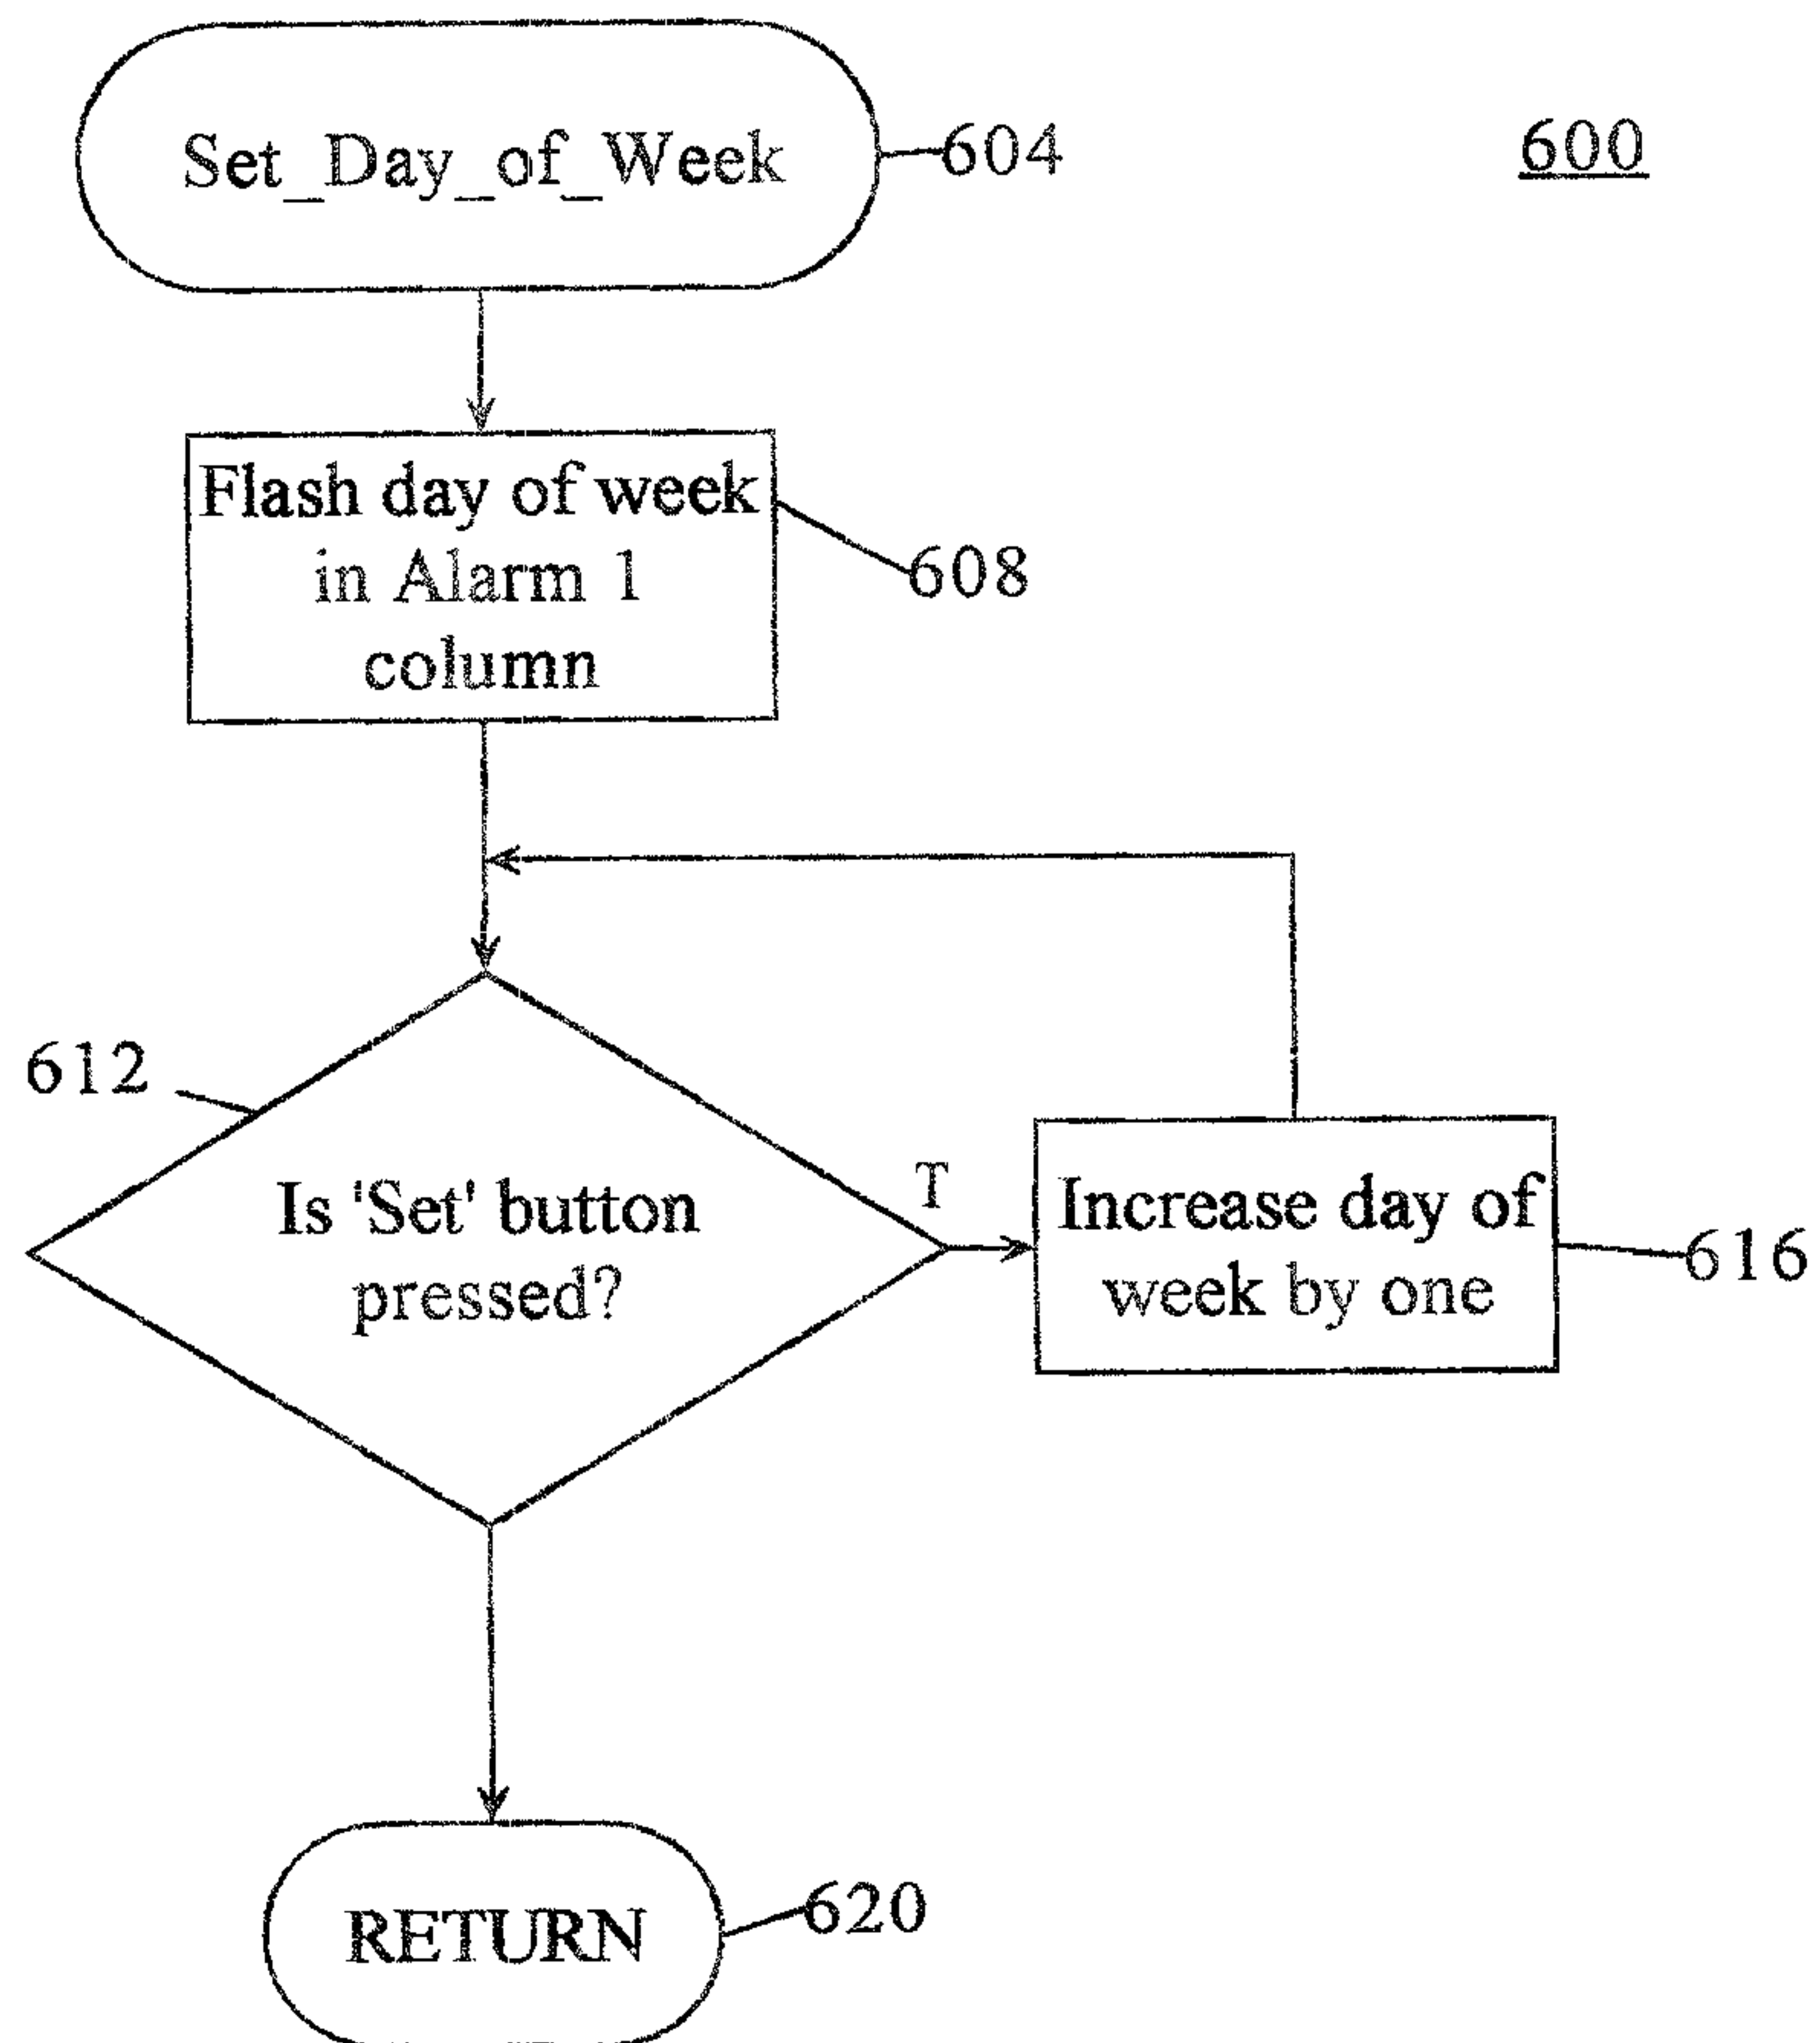 Set_Day_of_Week
604
600
Flash day of week
in Alarm 1
column
608
612
Is 'Set' button
pressed?
T
Increase day of
week by one
616
RETURN
620